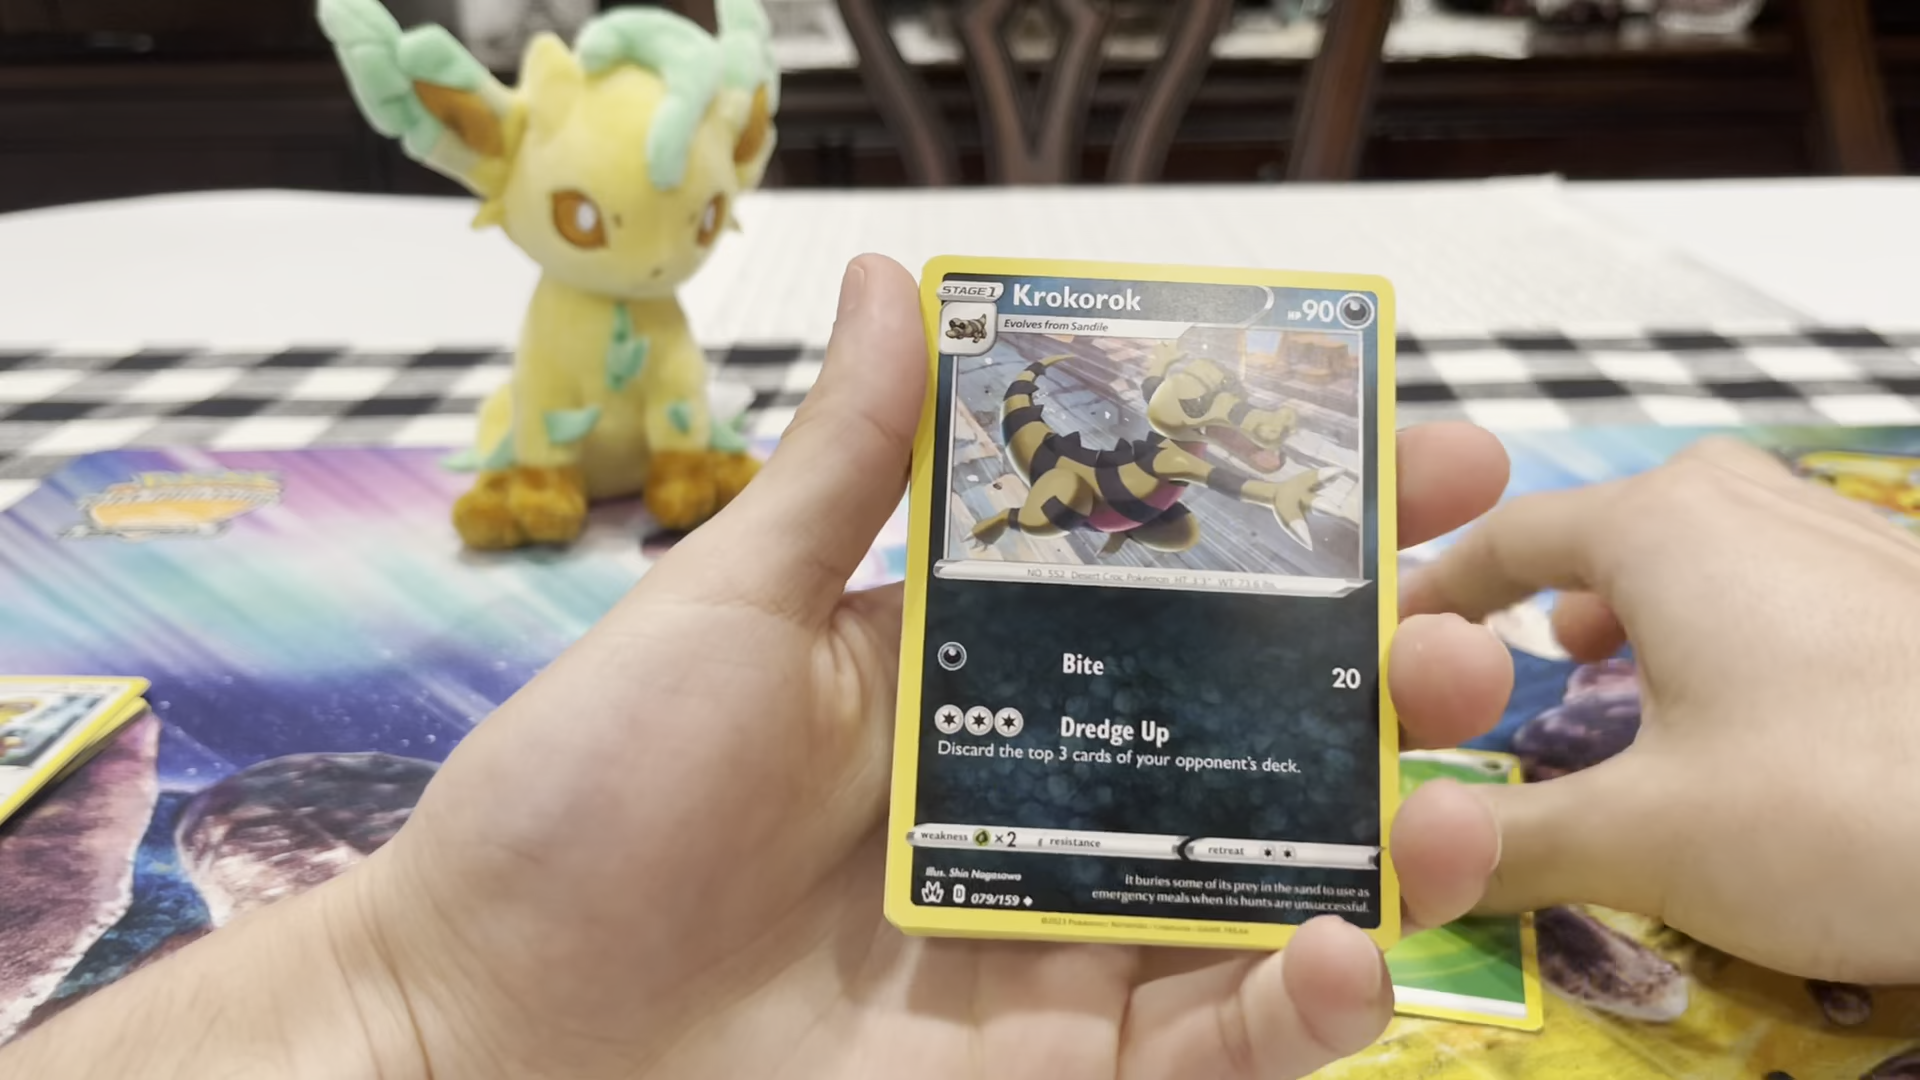 STAGE 1
Krokorok
HP 90
Evolves from Sandile
NO. 552 Desert Croc Pokémon HT: 3'3" WT: 73.6 lbs.
Bite 20
Dredge Up
Discard the top 3 cards of your opponent's deck.
weakness ×2 resistance retreat
Illus. Shin Nagasawa
D 079/159
It buries some of its prey in the sand to use as
emergency meals when its hunts are unsuccessful.